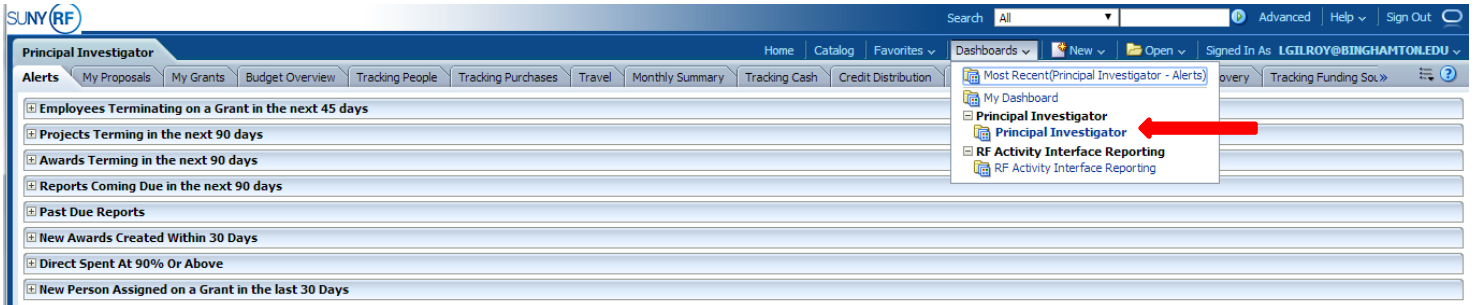 SUNY RF
Search All Advanced Help Sign Out
Principal Investigator
Home Catalog Favorites Dashboards New Open Signed In As LGILROY@BINGHAMTON.EDU
Alerts My Proposals My Grants Budget Overview Tracking People Tracking Purchases Travel Monthly Summary Tracking Cash Credit Distribution overy Tracking Funding Sou»
Most Recent(Principal Investigator - Alerts)
My Dashboard
Principal Investigator
Principal Investigator
RF Activity Interface Reporting
RF Activity Interface Reporting
Employees Terminating on a Grant in the next 45 days
Projects Terming in the next 90 days
Awards Terming in the next 90 days
Reports Coming Due in the next 90 days
Past Due Reports
New Awards Created Within 30 Days
Direct Spent At 90% Or Above
New Person Assigned on a Grant in the last 30 Days